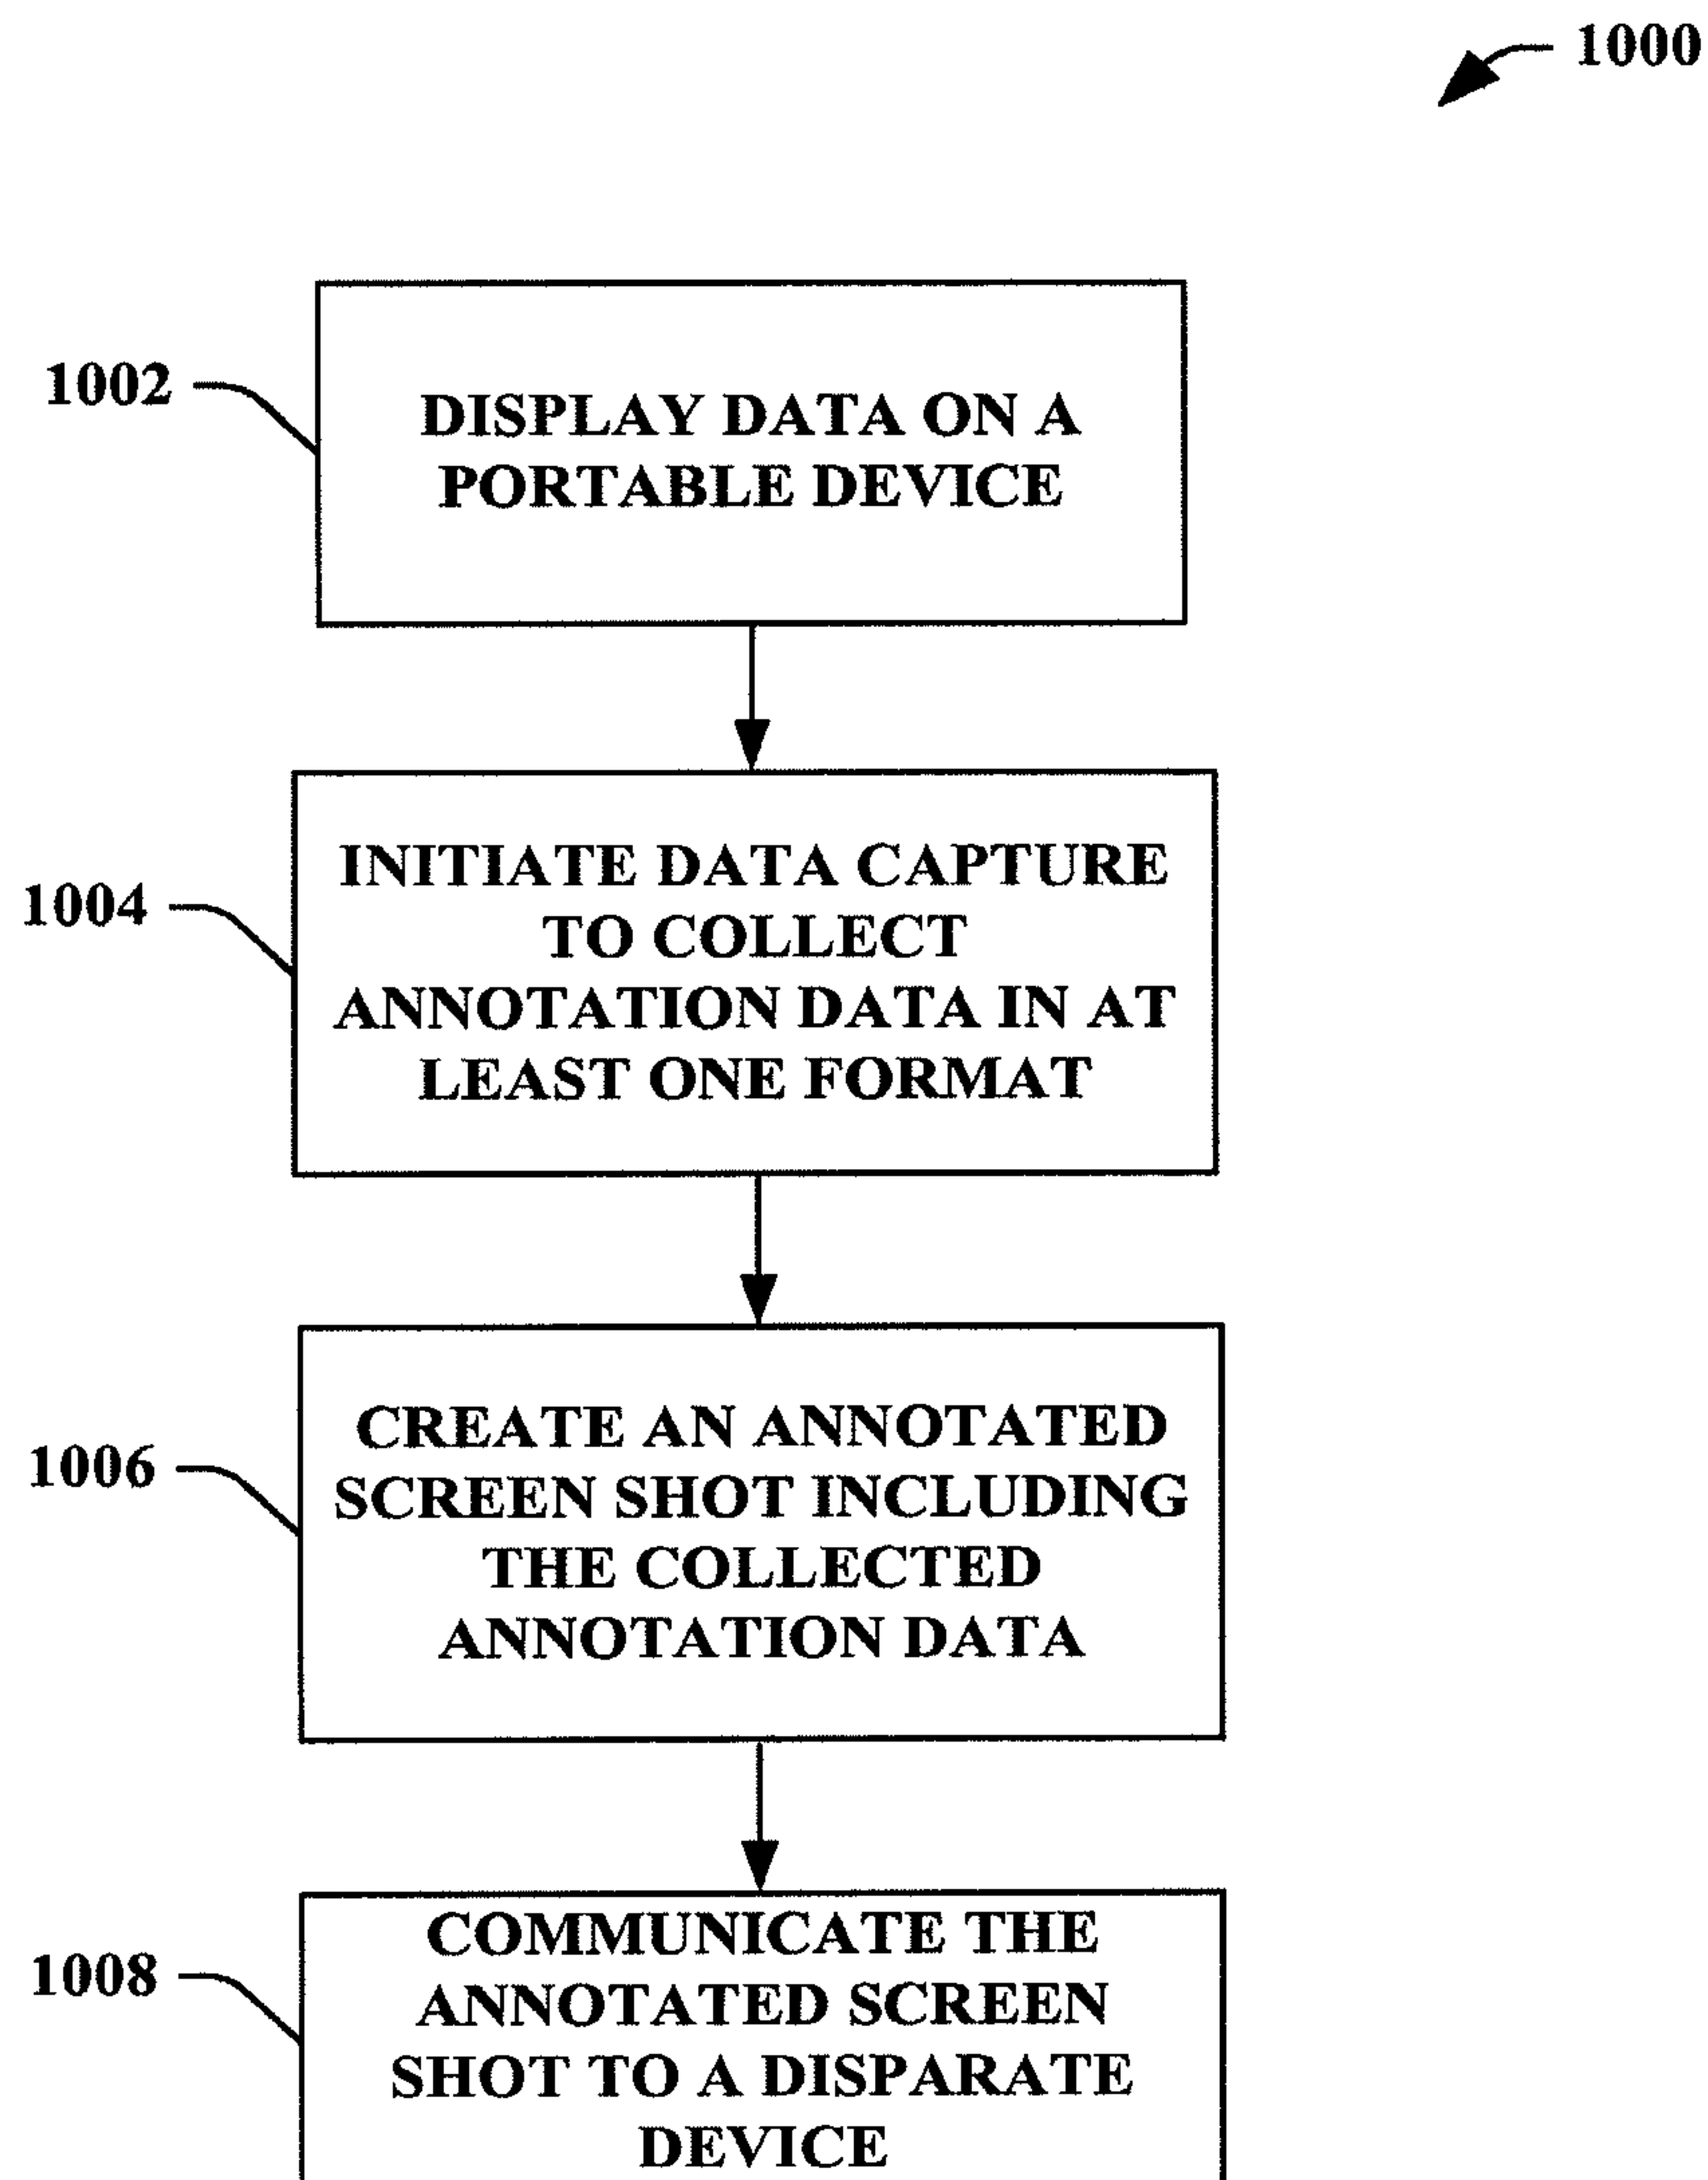 1000
1002
DISPLAY DATA ON A
PORTABLE DEVICE
1004
INITIATE DATA CAPTURE
TO COLLECT
ANNOTATION DATA IN AT
LEAST ONE FORMAT
1006
CREATE AN ANNOTATED
SCREEN SHOT INCLUDING
THE COLLECTED
ANNOTATION DATA
1008
COMMUNICATE THE
ANNOTATED SCREEN
SHOT TO A DISPARATE
DEVICE